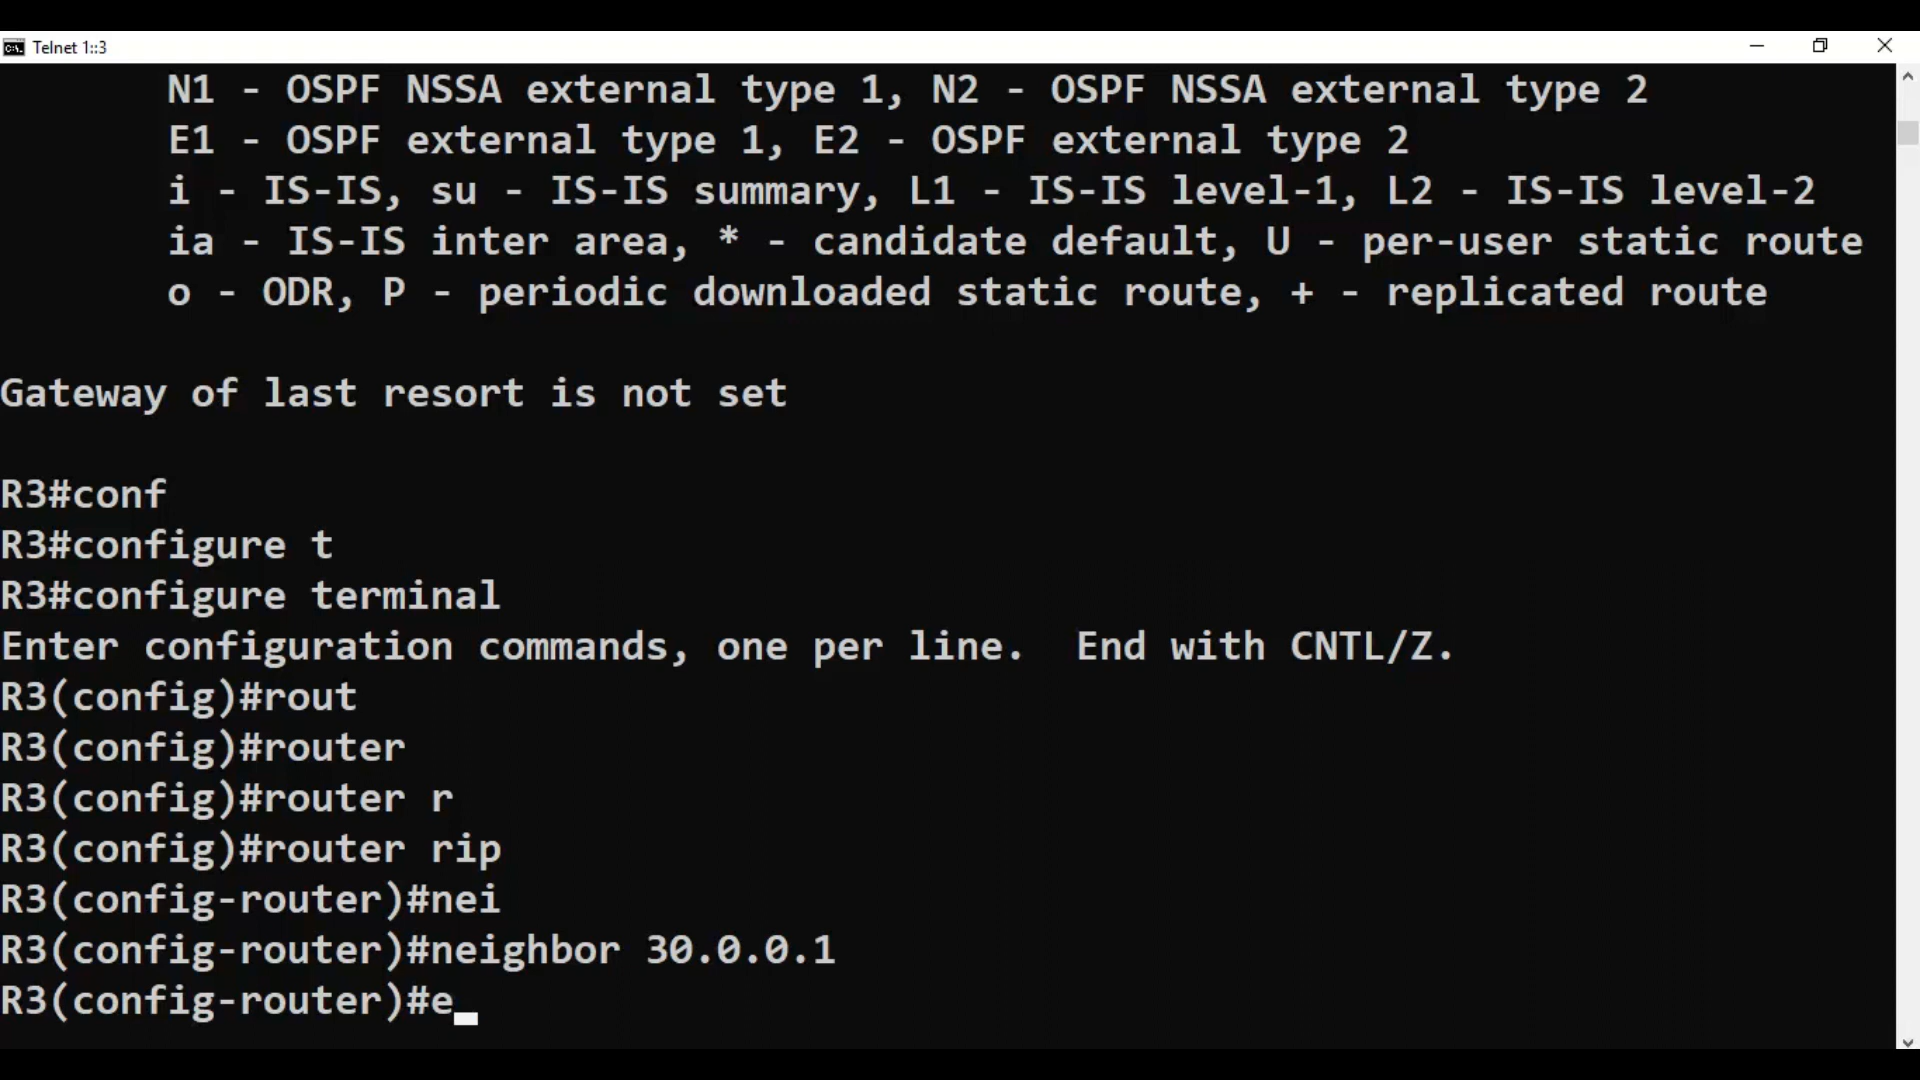 Telnet 1::3
N1 - OSPF NSSA external type 1, N2 - OSPF NSSA external type 2
E1 - OSPF external type 1, E2 - OSPF external type 2
i - IS-IS, su - IS-IS summary, L1 - IS-IS level-1, L2 - IS-IS level-2
ia - IS-IS inter area, * - candidate default, U - per-user static route
o - ODR, P - periodic downloaded static route, + - replicated route
Gateway of last resort is not set
R3#conf
R3#configure t
R3#configure terminal
Enter configuration commands, one per line.  End with CNTL/Z.
R3(config)#rout
R3(config)#router
R3(config)#router r
R3(config)#router rip
R3(config-router)#nei
R3(config-router)#neighbor 30.0.0.1
R3(config-router)#e